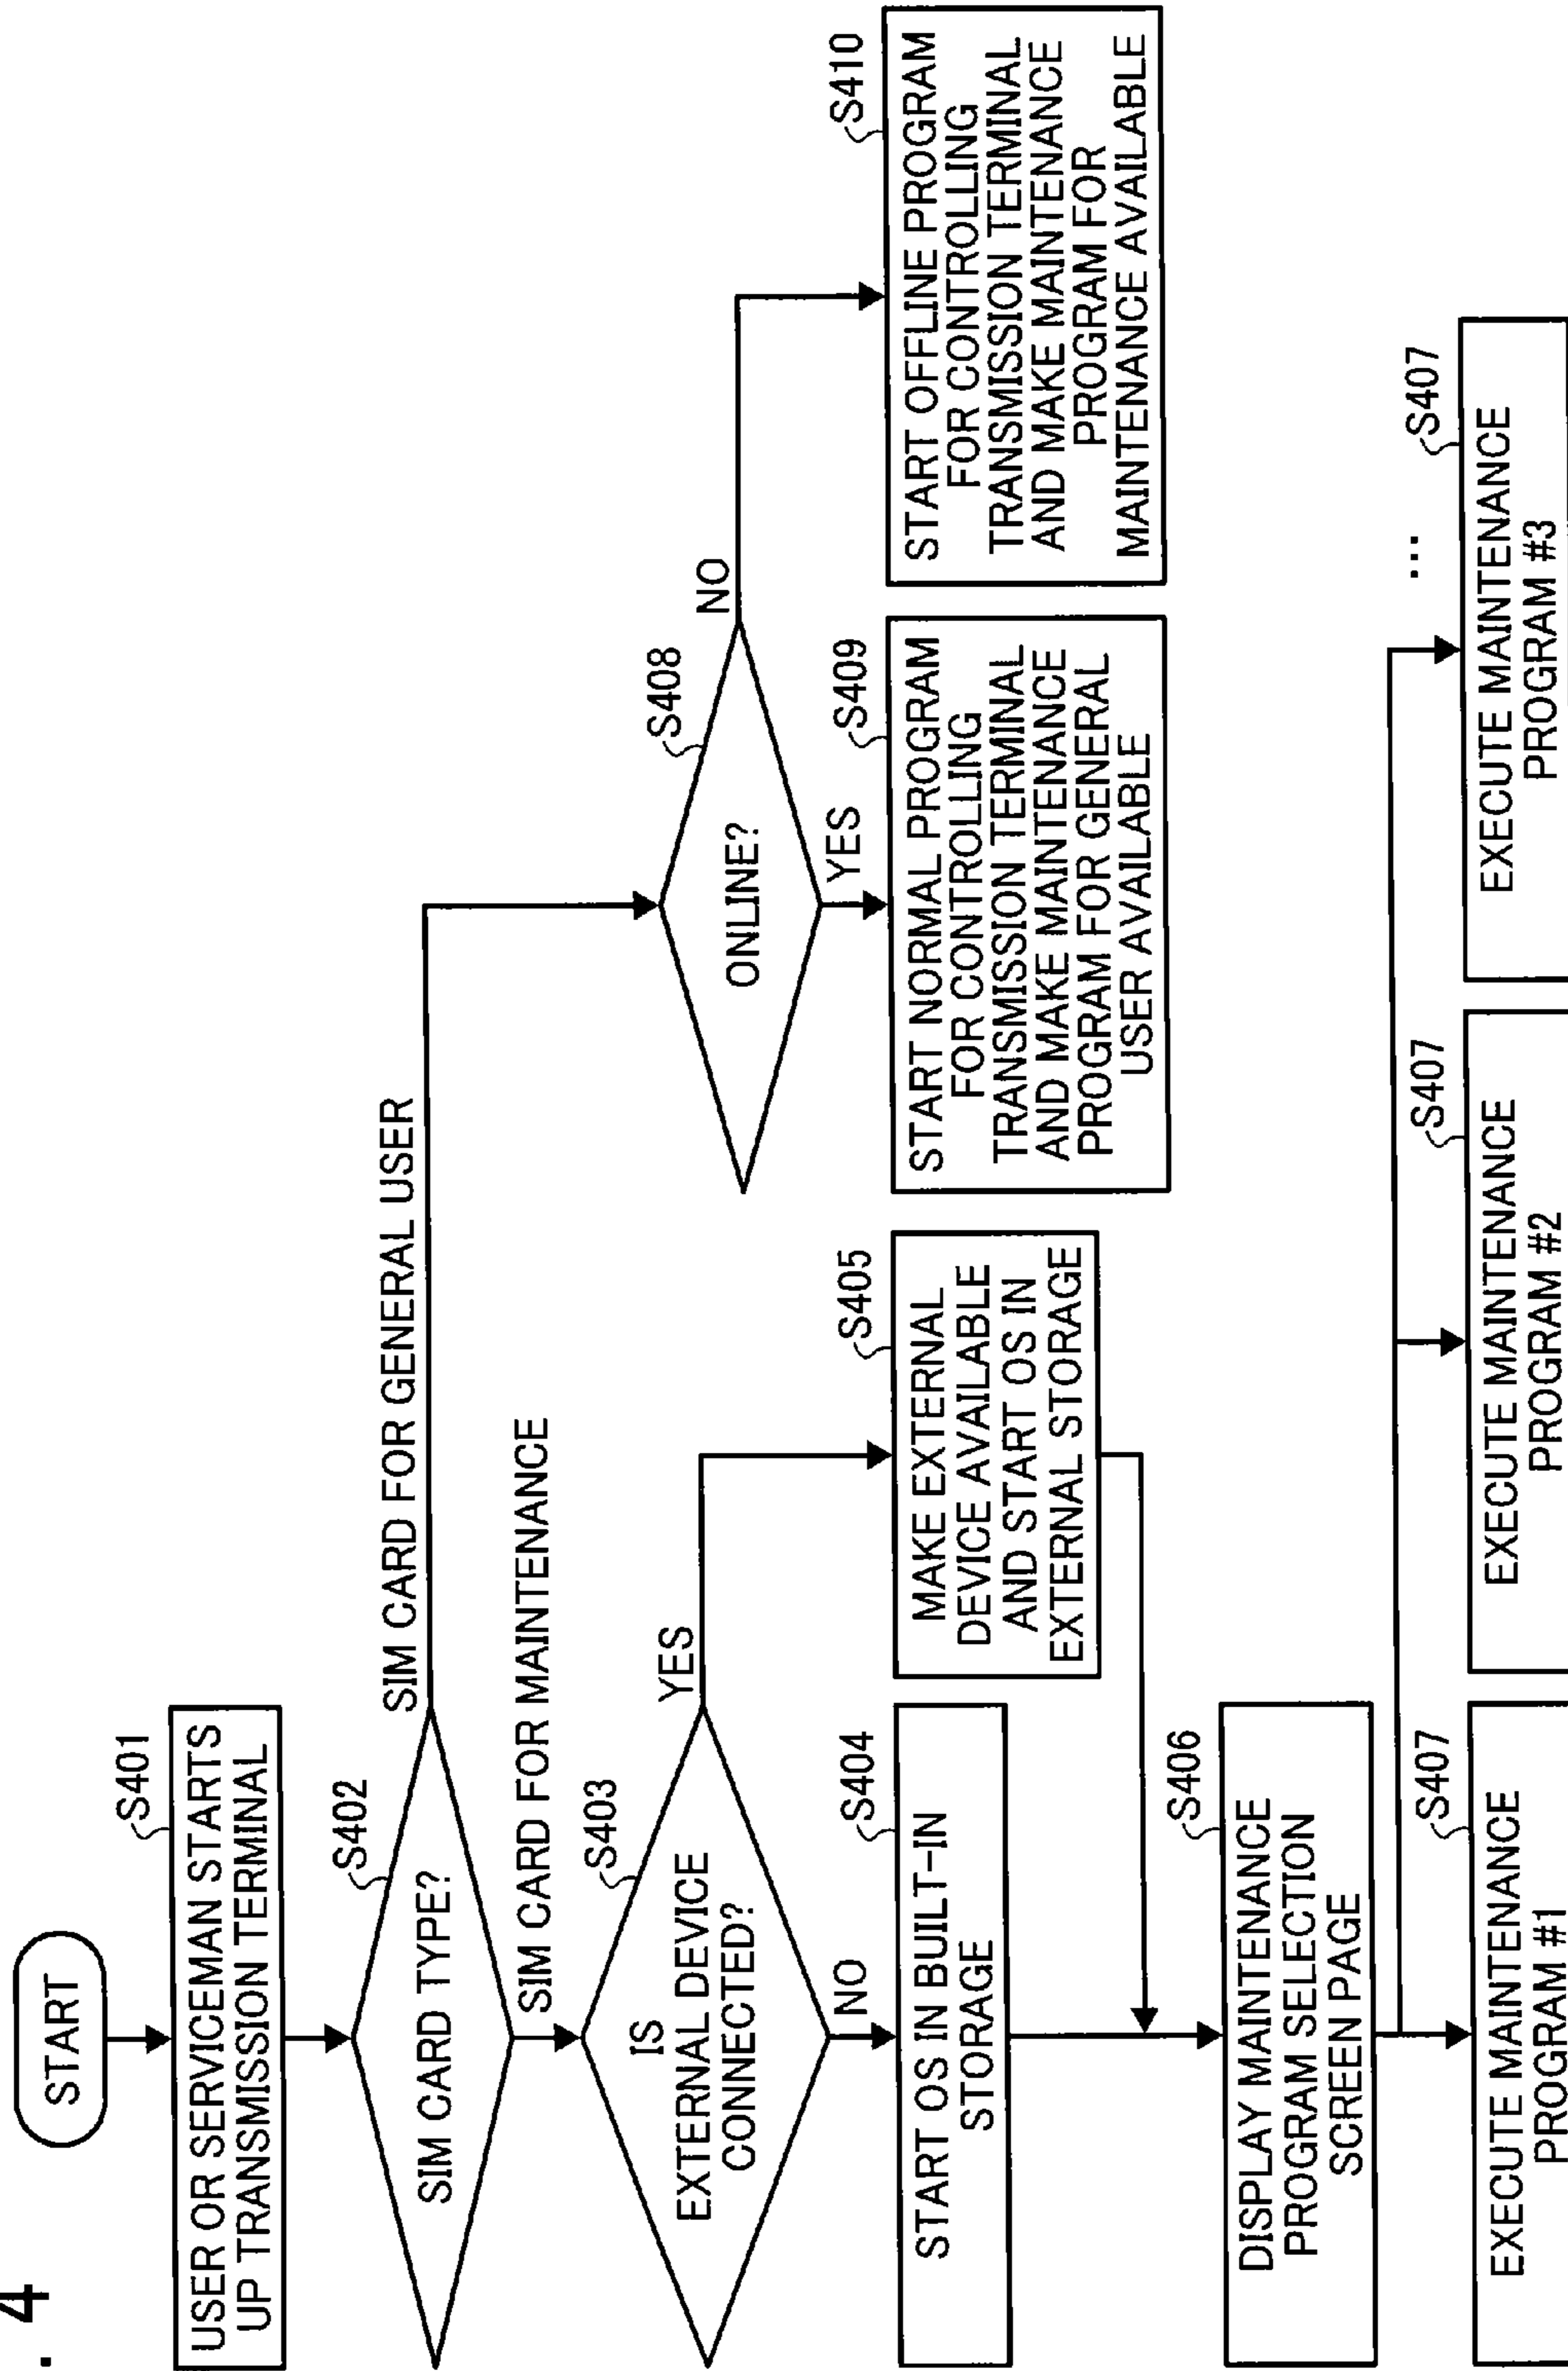 . 4
START
S401
USER OR SERVICEMAN STARTS
UP TRANSMISSION TERMINAL
S402
SIM CARD TYPE?
SIM CARD FOR GENERAL USER
SIM CARD FOR MAINTENANCE
S403
IS
EXTERNAL DEVICE
CONNECTED?
YES
NO
S404
START OS IN BUILT-IN
STORAGE
S405
MAKE EXTERNAL
DEVICE AVAILABLE
AND START OS IN
EXTERNAL STORAGE
S408
ONLINE?
NO
YES
S409
START NORMAL PROGRAM
FOR CONTROLLING
TRANSMISSION TERMINAL
AND MAKE MAINTENANCE
PROGRAM FOR GENERAL
USER AVAILABLE
S410
START OFFLINE PROGRAM
FOR CONTROLLING
TRANSMISSION TERMINAL
AND MAKE MAINTENANCE
PROGRAM FOR
MAINTENANCE AVAILABLE
S406
DISPLAY MAINTENANCE
PROGRAM SELECTION
SCREEN PAGE
S407
EXECUTE MAINTENANCE
PROGRAM #1
S407
EXECUTE MAINTENANCE
PROGRAM #2
S407
EXECUTE MAINTENANCE
PROGRAM #3
...